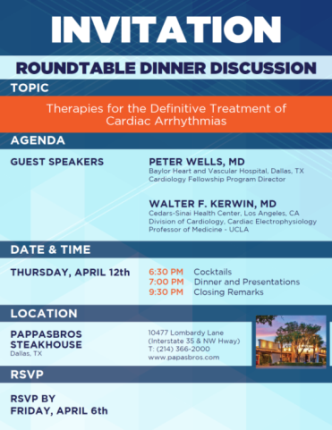 INVITATION
ROUNDTABLE DINNER DISCUSSION
TOPIC
Therapies for the Definitive Treatment of
Cardiac Arrhythmias
AGENDA
GUEST SPEAKERS
PETER WELLS, MD
Baylor Heart and Vascular Hospital, Dallas, TX
Cardiology Fellowship Program Director
WALTER F. KERWIN, MD
Cedars-Sinai Health Center, Los Angeles, CA
Division of Cardiology, Cardiac Electrophysiology
Professor of Medicine - UCLA
DATE & TIME
THURSDAY, APRIL 12th
6:30 PM Cocktails
7:00 PM Dinner and Presentations
9:30 PM Closing Remarks
LOCATION
PAPPASBROS
STEAKHOUSE
Dallas, TX
10477 Lombardy Lane
(Interstate 35 & NW Hway)
T: (214) 366-2000
www.papasbros.com
RSVP
RSVP BY
FRIDAY, APRIL 6th